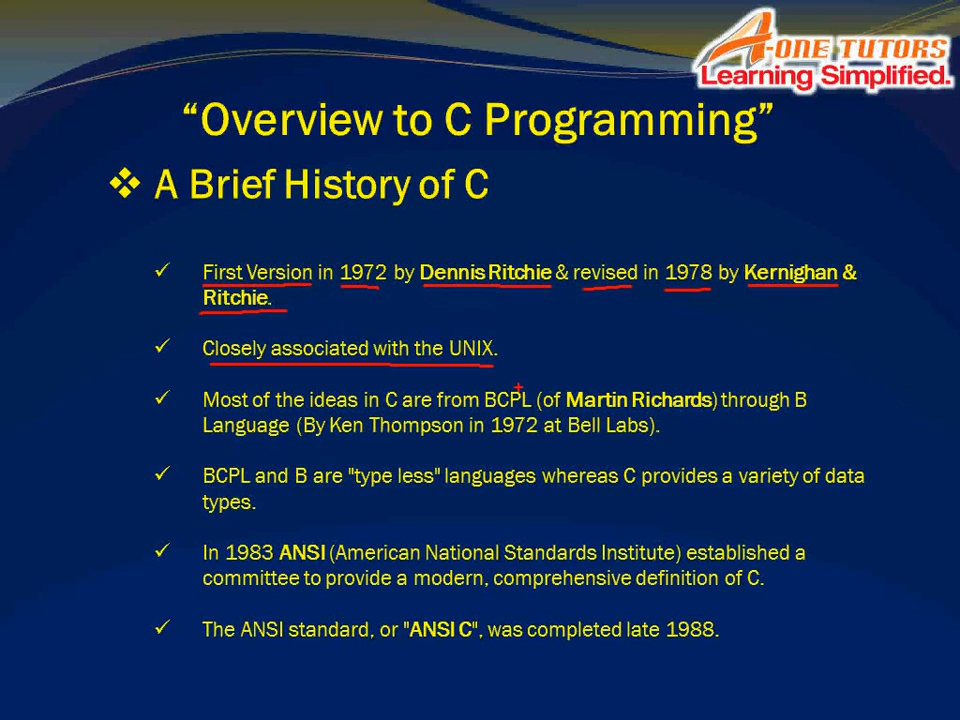 A-ONE TUTORS
Learning Simplified.
“Overview to C Programming”
❖ A Brief History of C
✓ First Version in 1972 by Dennis Ritchie & revised in 1978 by Kernighan &
Ritchie.
✓ Closely associated with the UNIX.
✓ Most of the ideas in C are from BCPL (of Martin Richards) through B
Language (By Ken Thompson in 1972 at Bell Labs).
✓ BCPL and B are "type less" languages whereas C provides a variety of data
types.
✓ In 1983 ANSI (American National Standards Institute) established a
committee to provide a modern, comprehensive definition of C.
✓ The ANSI standard, or "ANSI C", was completed late 1988.